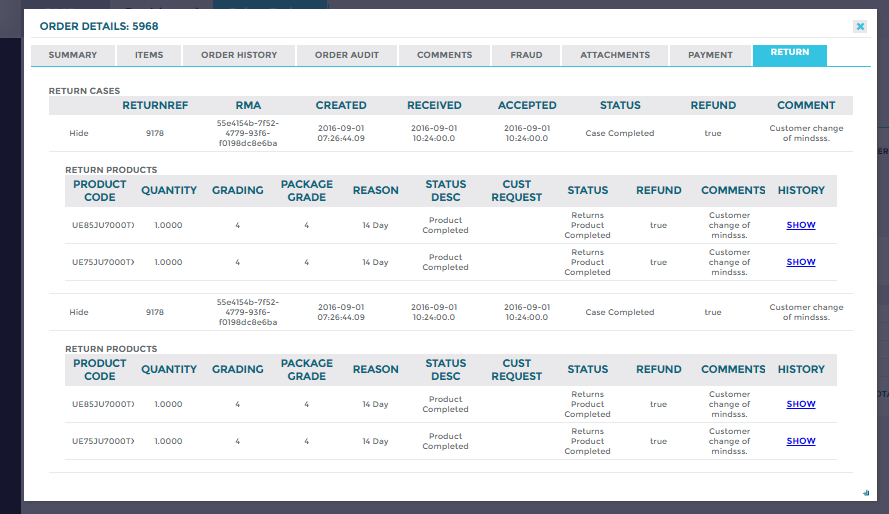 ORDER DETAILS: 5968
SUMMARY ITEMS ORDER HISTORY ORDER AUDIT COMMENTS FRAUD ATTACHMENTS PAYMENT RETURN
RETURN CASES
RETURNREF RMA CREATED RECEIVED ACCEPTED STATUS REFUND COMMENT
Hide 9178 55e4154b-7f52-4779-93f6-f0198dc8e6ba 2016-09-01 07:26:44.09 2016-09-01 10:24:00.0 2016-09-01 10:24:00.0 Case Completed true Customer change of mindsss.
RETURN PRODUCTS
PRODUCT CODE QUANTITY GRADING PACKAGE GRADE REASON STATUS DESC CUST REQUEST STATUS REFUND COMMENTS HISTORY
UE85JU7000T 1.0000 4 4 14 Day Product Completed Returns Product Completed true Customer change of mindsss. SHOW
UE75JU7000T 1.0000 4 4 14 Day Product Completed Returns Product Completed true Customer change of mindsss. SHOW
Hide 9178 55e4154b-7f52-4779-93f6-f0198dc8e6ba 2016-09-01 07:26:44.09 2016-09-01 10:24:00.0 2016-09-01 10:24:00.0 Case Completed true Customer change of mindsss.
RETURN PRODUCTS
PRODUCT CODE QUANTITY GRADING PACKAGE GRADE REASON STATUS DESC CUST REQUEST STATUS REFUND COMMENTS HISTORY
UE85JU7000T 1.0000 4 4 14 Day Product Completed Returns Product Completed true Customer change of mindsss. SHOW
UE75JU7000T 1.0000 4 4 14 Day Product Completed Returns Product Completed true Customer change of mindsss. SHOW